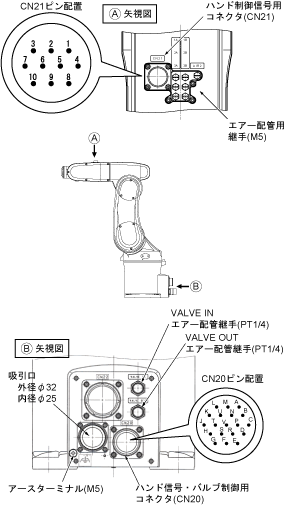 CN21ピン配置
Ⓐ 矢視図
ハンド制御信号用
コネクタ(CN21)
3 2 1
7 6 5 4
10 9 8
エアー配管用
継手(M5)
Ⓐ
Ⓑ
Ⓑ 矢視図
VALVE IN
エアー配管継手(PT1/4)
VALVE OUT
エアー配管継手(PT1/4)
吸引口
外径φ32
内径φ25
CN20ピン配置
アースターミナル(M5)
ハンド信号・バルブ制御用
コネクタ(CN20)